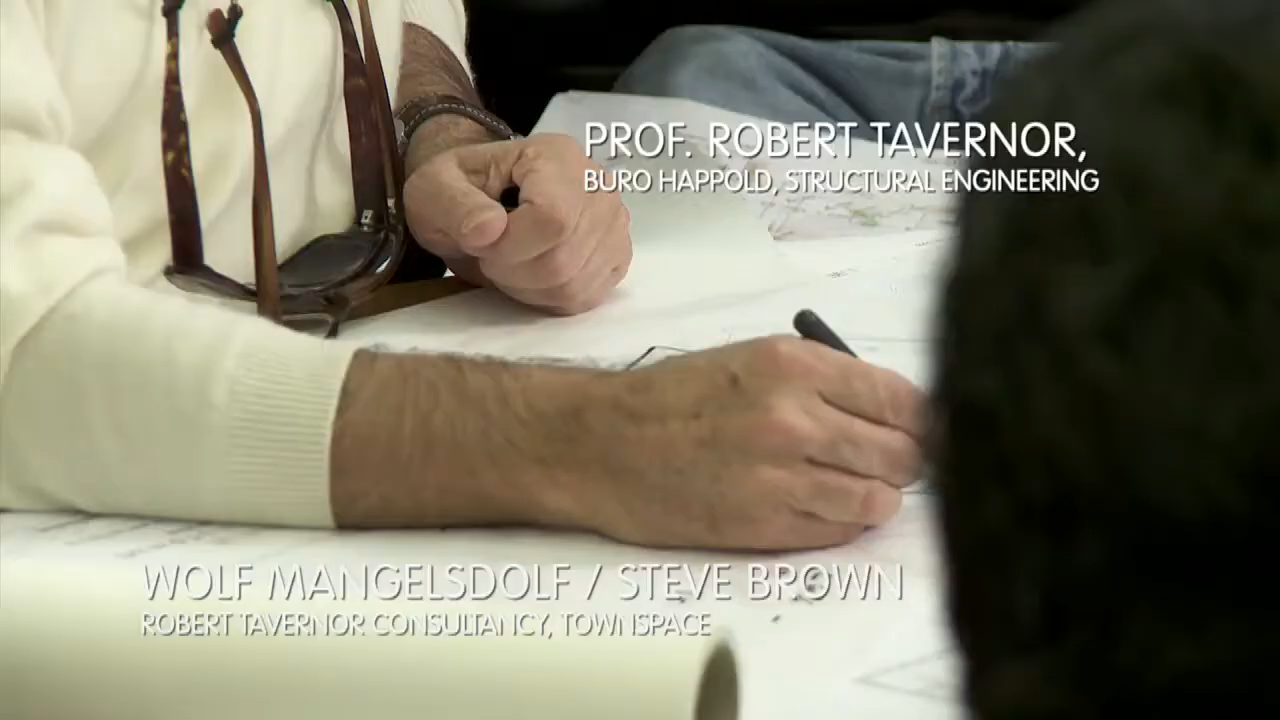 PROF. ROBERT TAVERNOR,
BURO HAPPOLD, STRUCTURAL ENGINEERING
WOLF MANGELSDOLF / STEVE BROWN
ROBERT TAVERNOR CONSULTANCY, TOWNSPACE